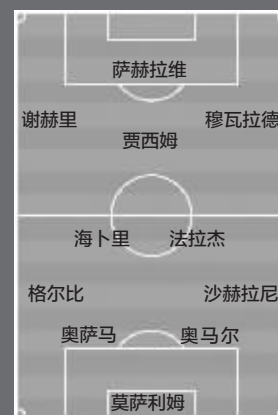 萨赫拉维
谢赫里 穆瓦拉德
贾西姆
海卜里 法拉杰
格尔比 沙赫拉尼
奥萨马 奥马尔
莫萨利姆